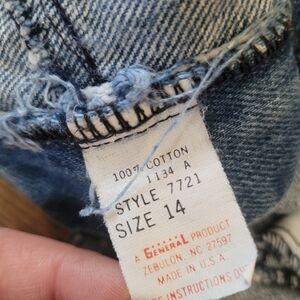 100% COTTON
1134 A
STYLE 7721
SIZE 14
A GENERAL PRODUCT
ZEBULON, NC 27597
MADE IN U.S.A.
INSTRUCTIONS